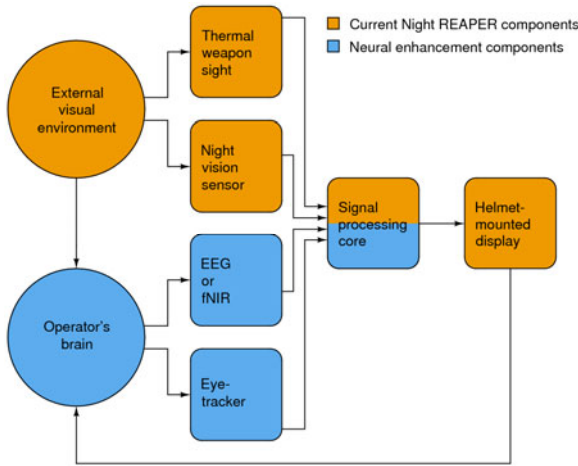 Current Night REAPER components
Neural enhancement components
Thermal
weapon
sight
External
visual
environment
Night
vision
sensor
Signal
processing
core
Helmet-
mounted
display
EEG
or
fNIR
Operator's
brain
Eye-
tracker